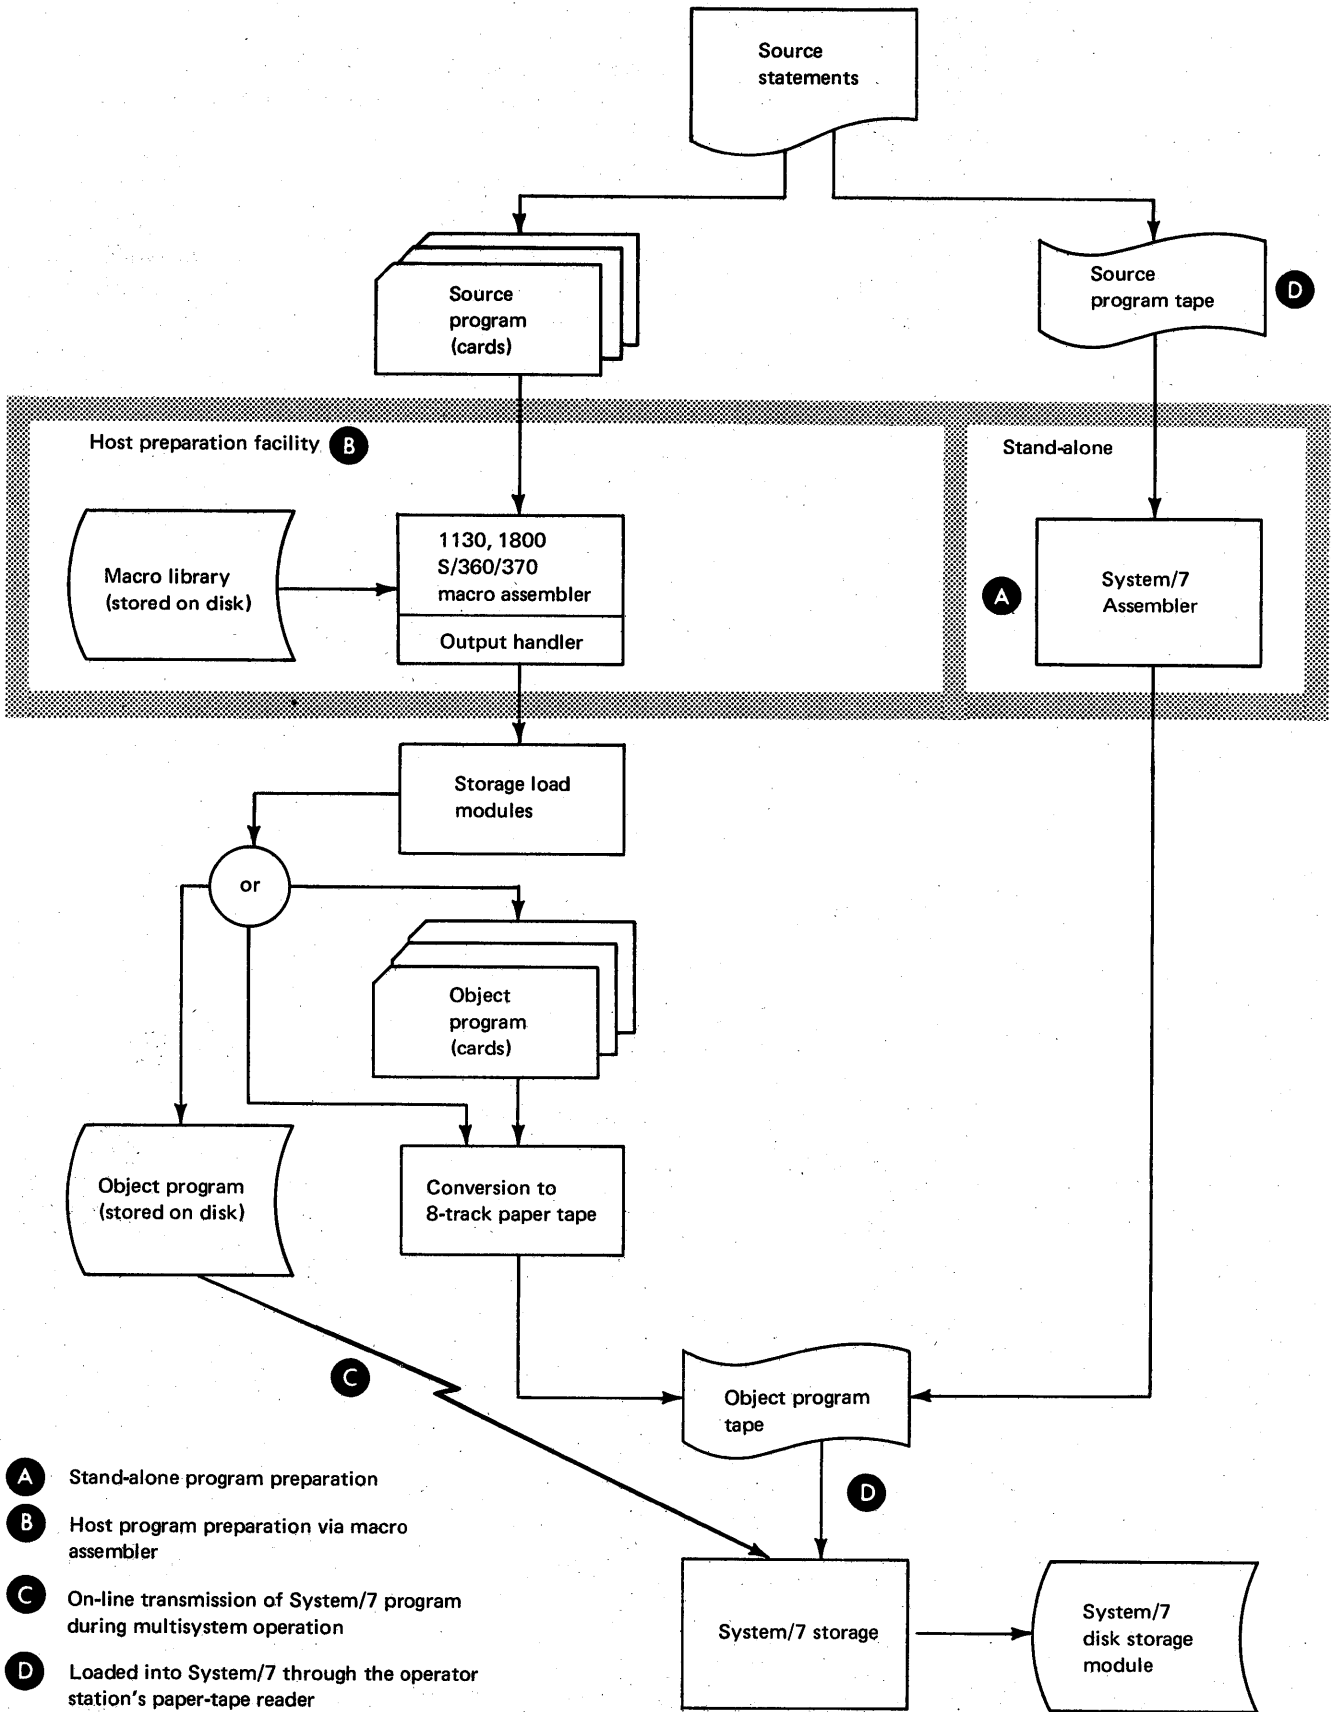 Source
statements
Source
program
(cards)
Source
program tape
D
Host preparation facility B
Stand-alone
Macro library
(stored on disk)
1130, 1800
S/360/370
macro assembler
Output handler
A
System/7
Assembler
Storage load
modules
or
Object
program
(cards)
Object program
(stored on disk)
Conversion to
8-track paper tape
C
Object program
tape
D
A Stand-alone program preparation
B Host program preparation via macro
assembler
C On-line transmission of System/7 program
during multisystem operation
D Loaded into System/7 through the operator
station's paper-tape reader
System/7 storage
System/7
disk storage
module